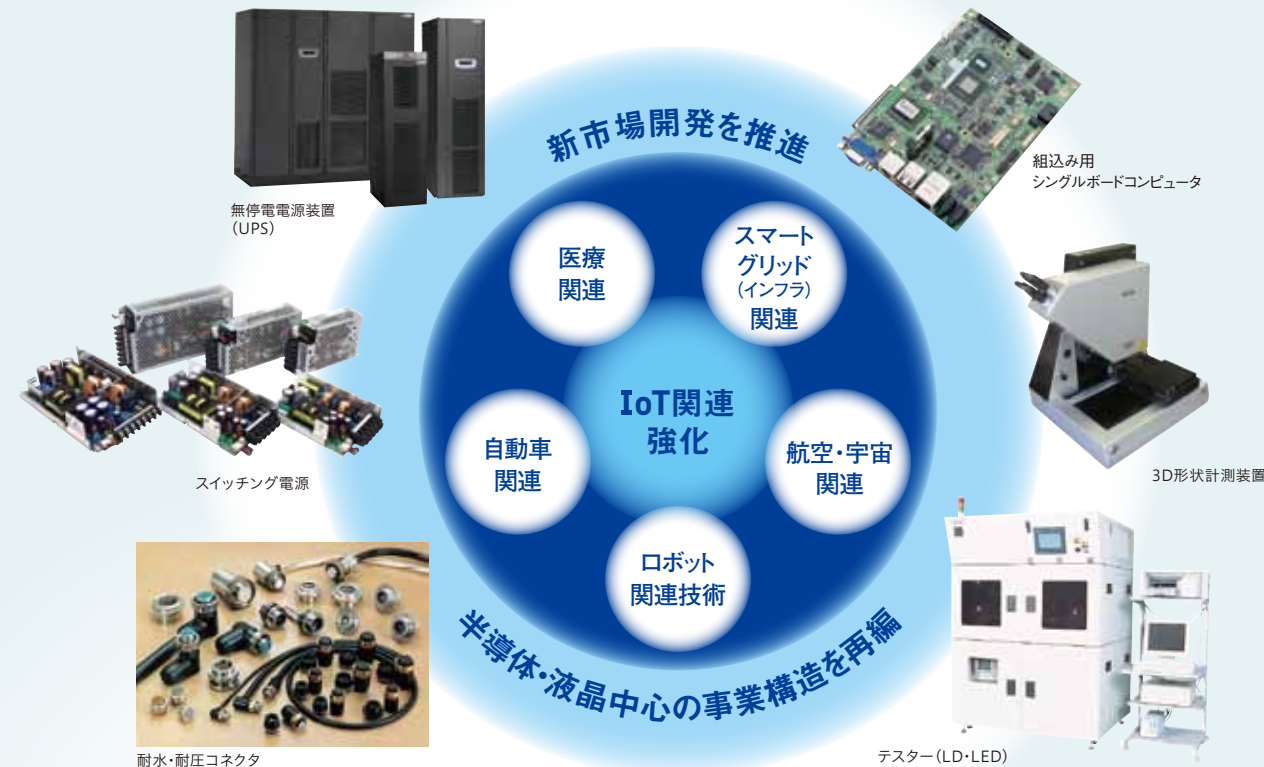 新市場開発を推進
無停電電源装置
（UPS）
組込み用
シングルボードコンピュータ
医療
関連
スマート
グリッド
（インフラ）
関連
IoT関連
強化
自動車
関連
航空・宇宙
関連
ロボット
関連技術
スイッチング電源
3D形状計測装置
半導体・液晶中心の事業構造を再編
耐水・耐圧コネクタ
テスター（LD・LED）